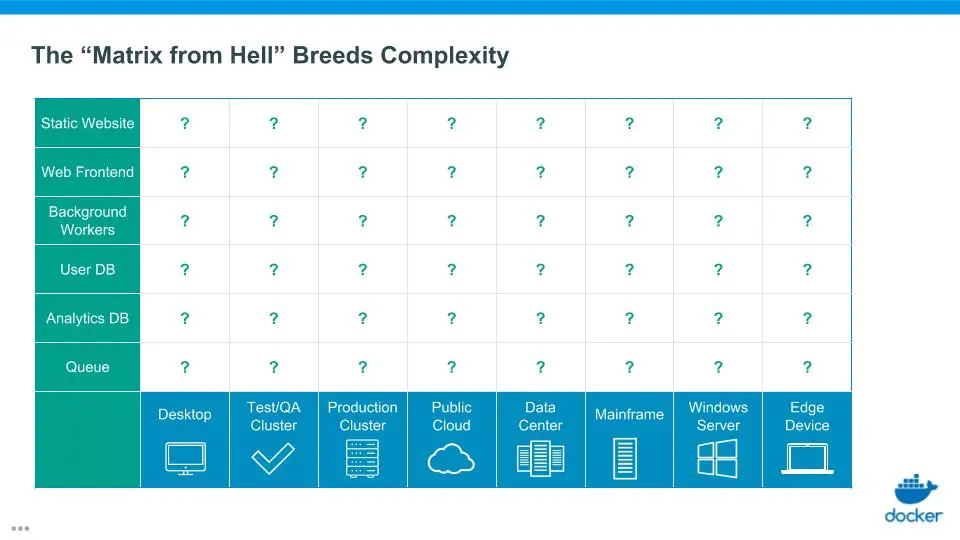 The “Matrix from Hell” Breeds Complexity
Static Website ? ? ? ? ? ? ? ?
Web Frontend ? ? ? ? ? ? ? ?
Background
Workers ? ? ? ? ? ? ? ?
User DB ? ? ? ? ? ? ? ?
Analytics DB ? ? ? ? ? ? ? ?
Queue ? ? ? ? ? ? ? ?
Desktop
Test/QA
Cluster
Production
Cluster
Public
Cloud
Data
Center
Mainframe
Windows
Server
Edge
Device
docker